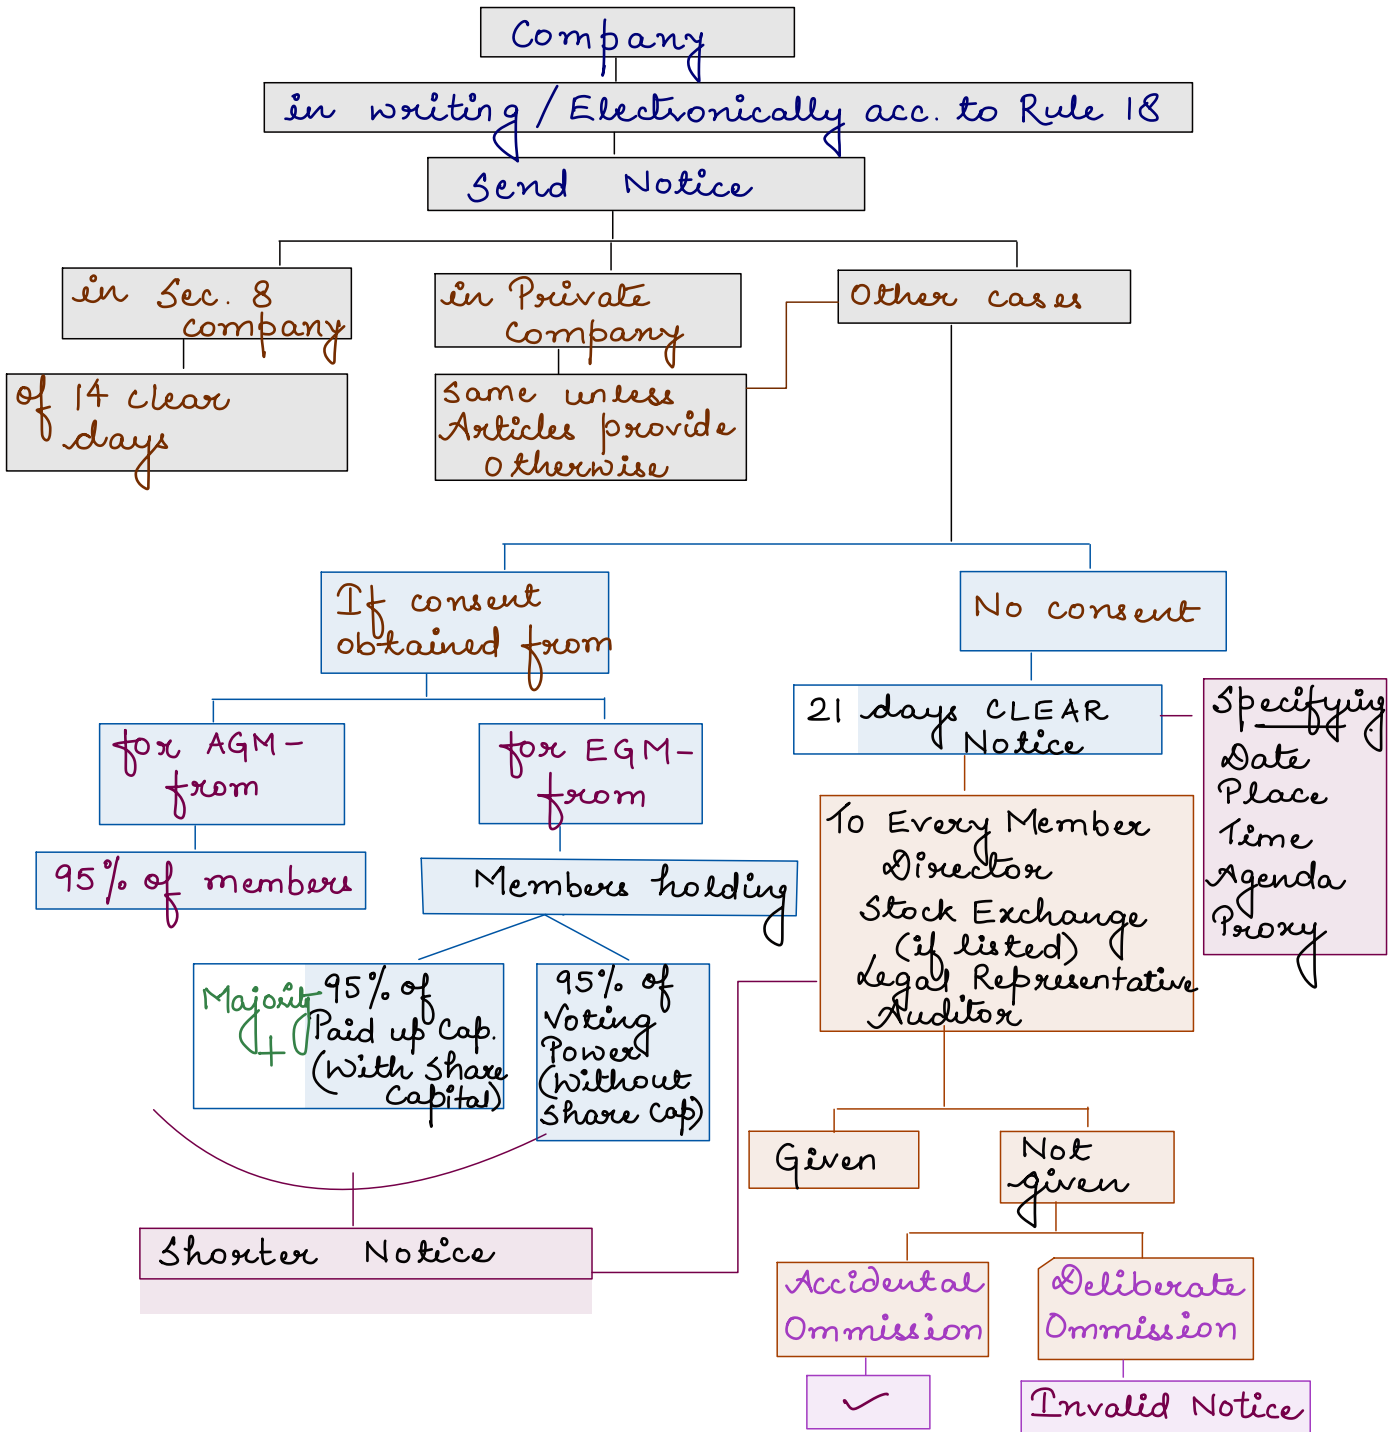 Company
in writing / Electronically acc. to Rule 18
Send Notice
in Sec. 8
company
of 14 clear
days
in Private
Company
Same unless
Articles provide
Otherwise
Other cases
If consent
obtained from
for AGM-
from
95% of members
for EGM-
from
Members holding
Majority
+
95% of
Paid up Cap.
(With Share
Capital)
95% of
Voting
Power
(Without
Share Cap)
Shorter Notice
No consent
21 days CLEAR
Notice
Specifying
Date
Place
Time
Agenda
Proxy
To Every Member
Director
Stock Exchange
(if listed)
Legal Representative
Auditor
Given
Not
given
Accidental
Ommission
✓
Deliberate
Ommission
Invalid Notice